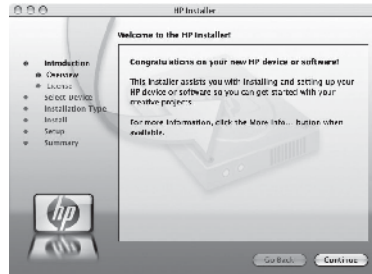 HP Installer
Welcome to the HP Installer!
Introduction
Overview
License
Select Device
Installation Type
Install
Setup
Summary
Congratulations on your new HP device or software!
This installer assists you with installing and setting up your
HP device or software so you can get started with your
creative projects.
For more information, click the More Info... button when
available.
hp
Go Back
Continue